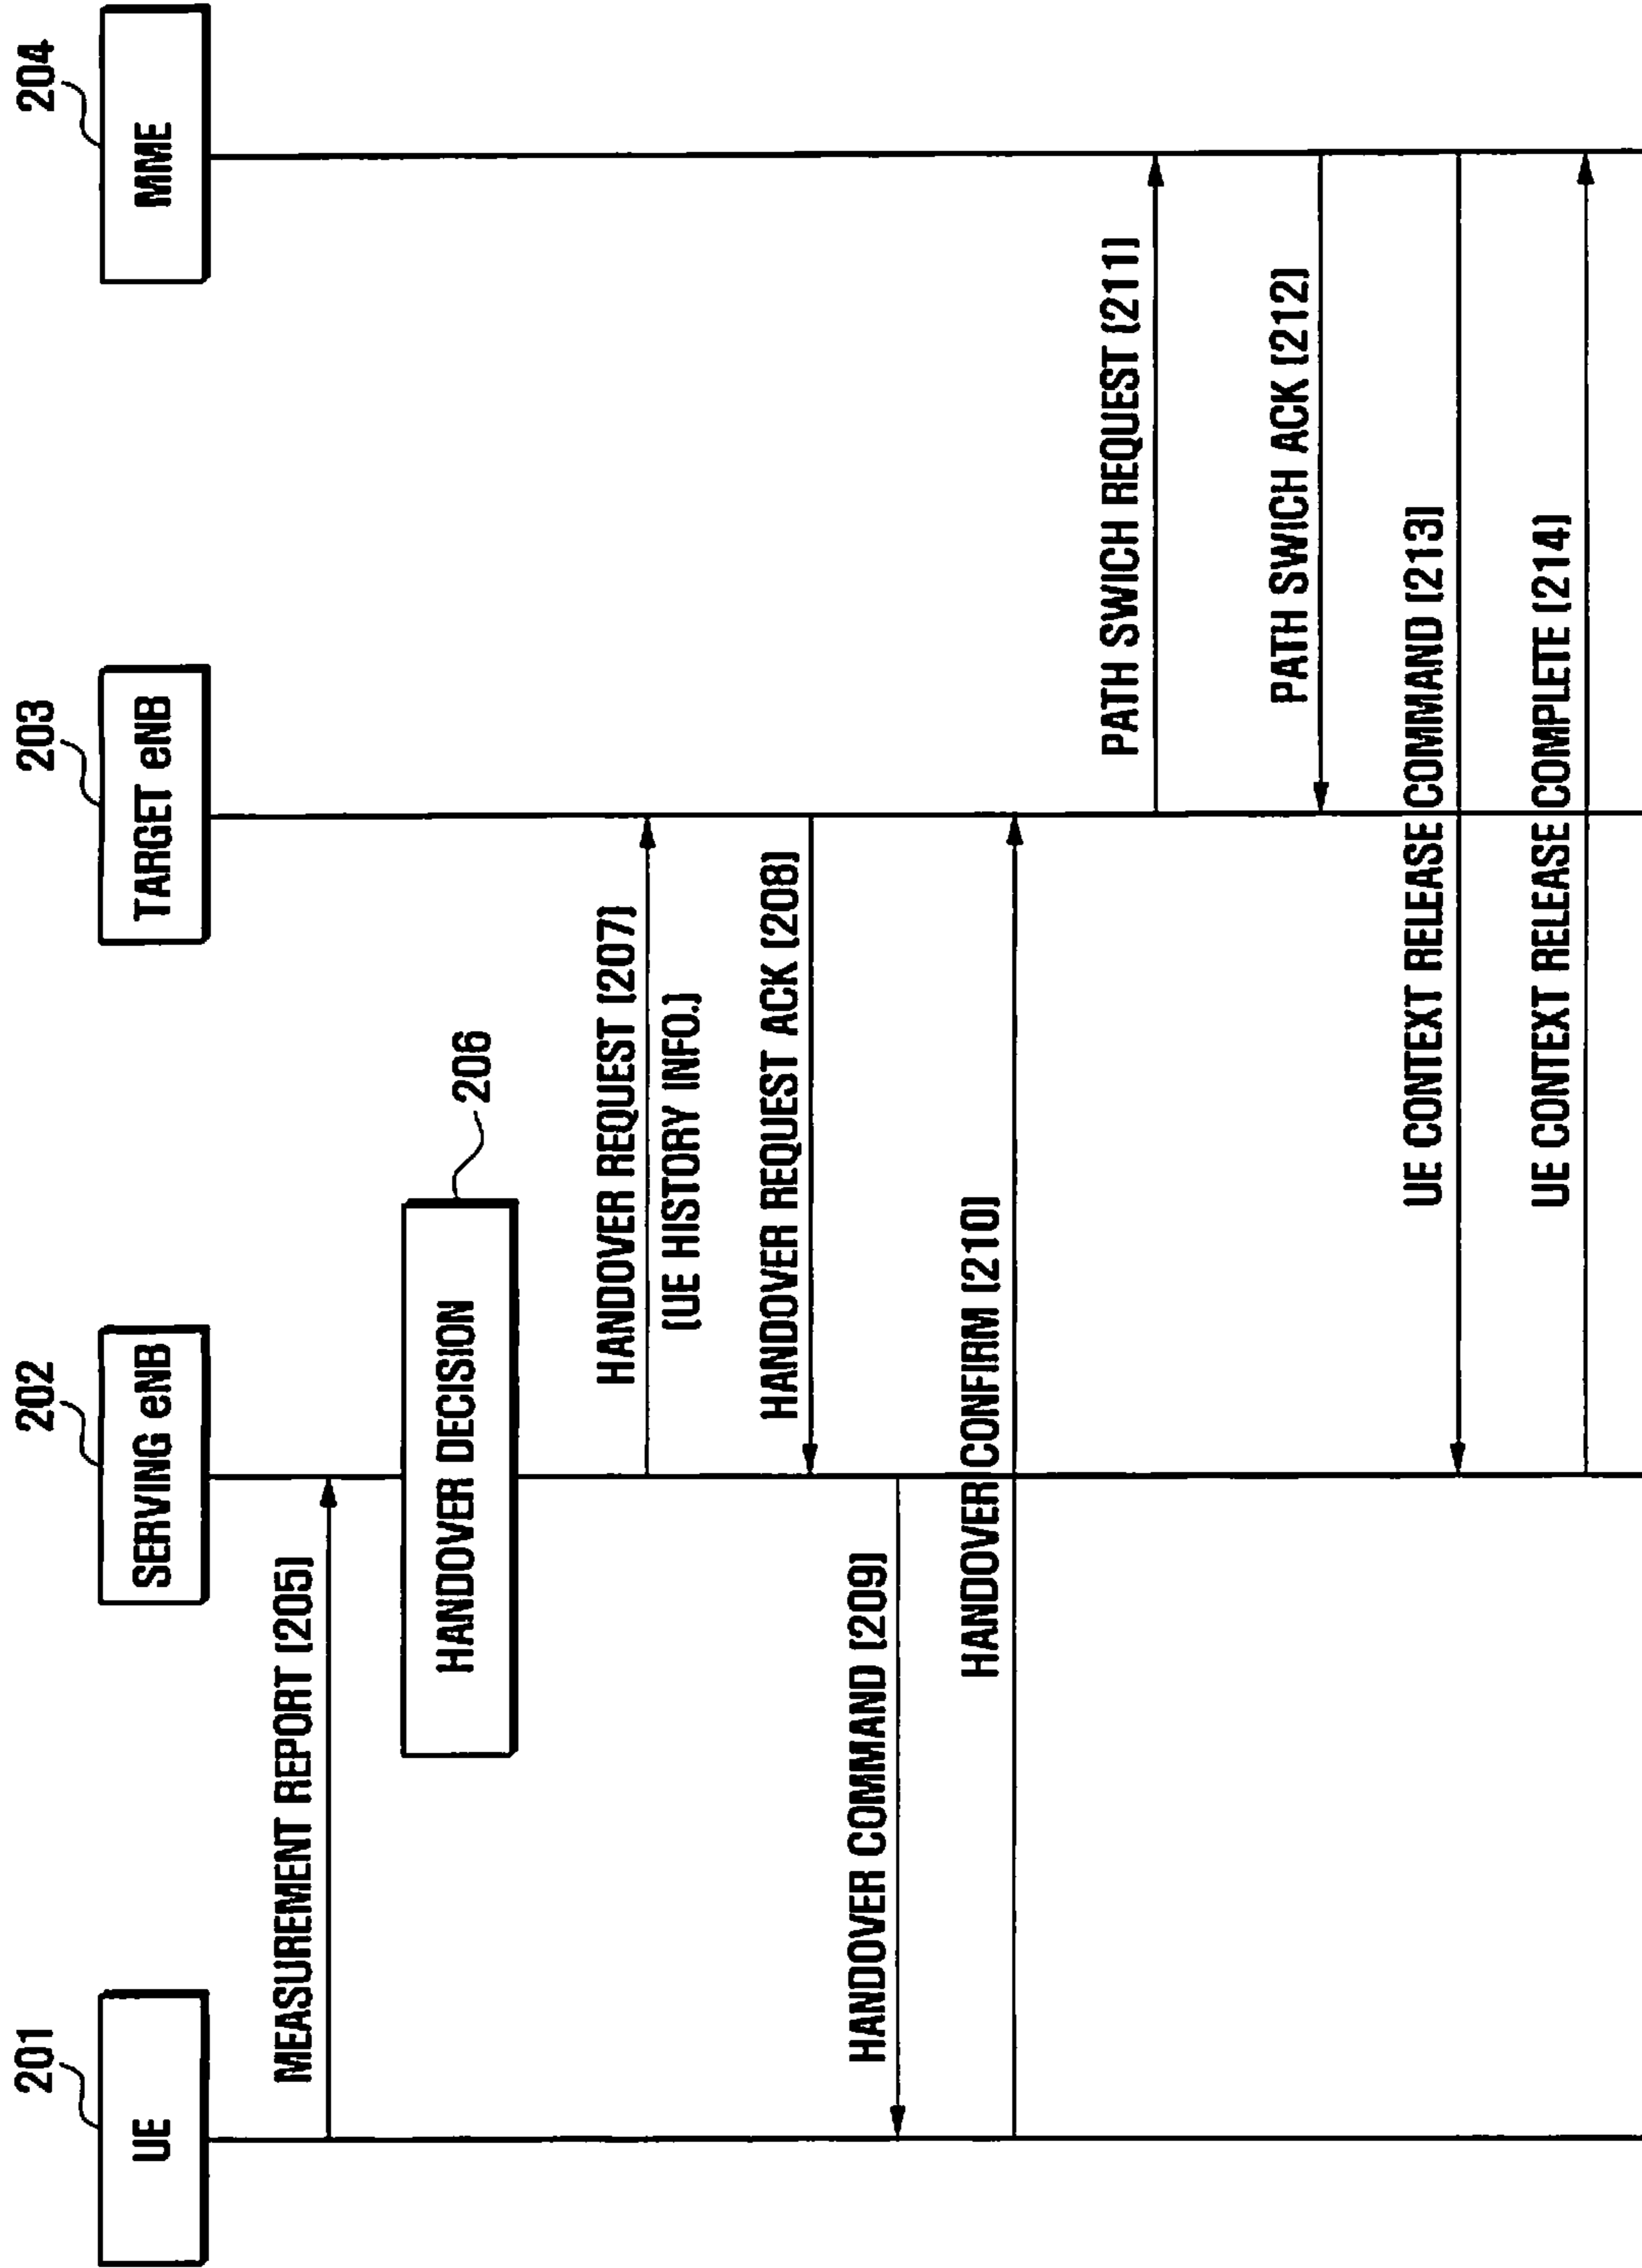 201
202
203
204
UE
SERVING eNB
TARGET eNB
MME
MEASUREMENT REPORT (205)
HANDOVER DECISION
206
HANDOVER REQUEST (207)
(UE HISTORY INFO.)
HANDOVER REQUEST ACK (208)
HANDOVER COMMAND (209)
HANDOVER CONFIRM (210)
PATH SWICH REQUEST (211)
PATH SWICH ACK (212)
UE CONTEXT RELEASE COMMAND (213)
UE CONTEXT RELEASE COMPLETE (214)